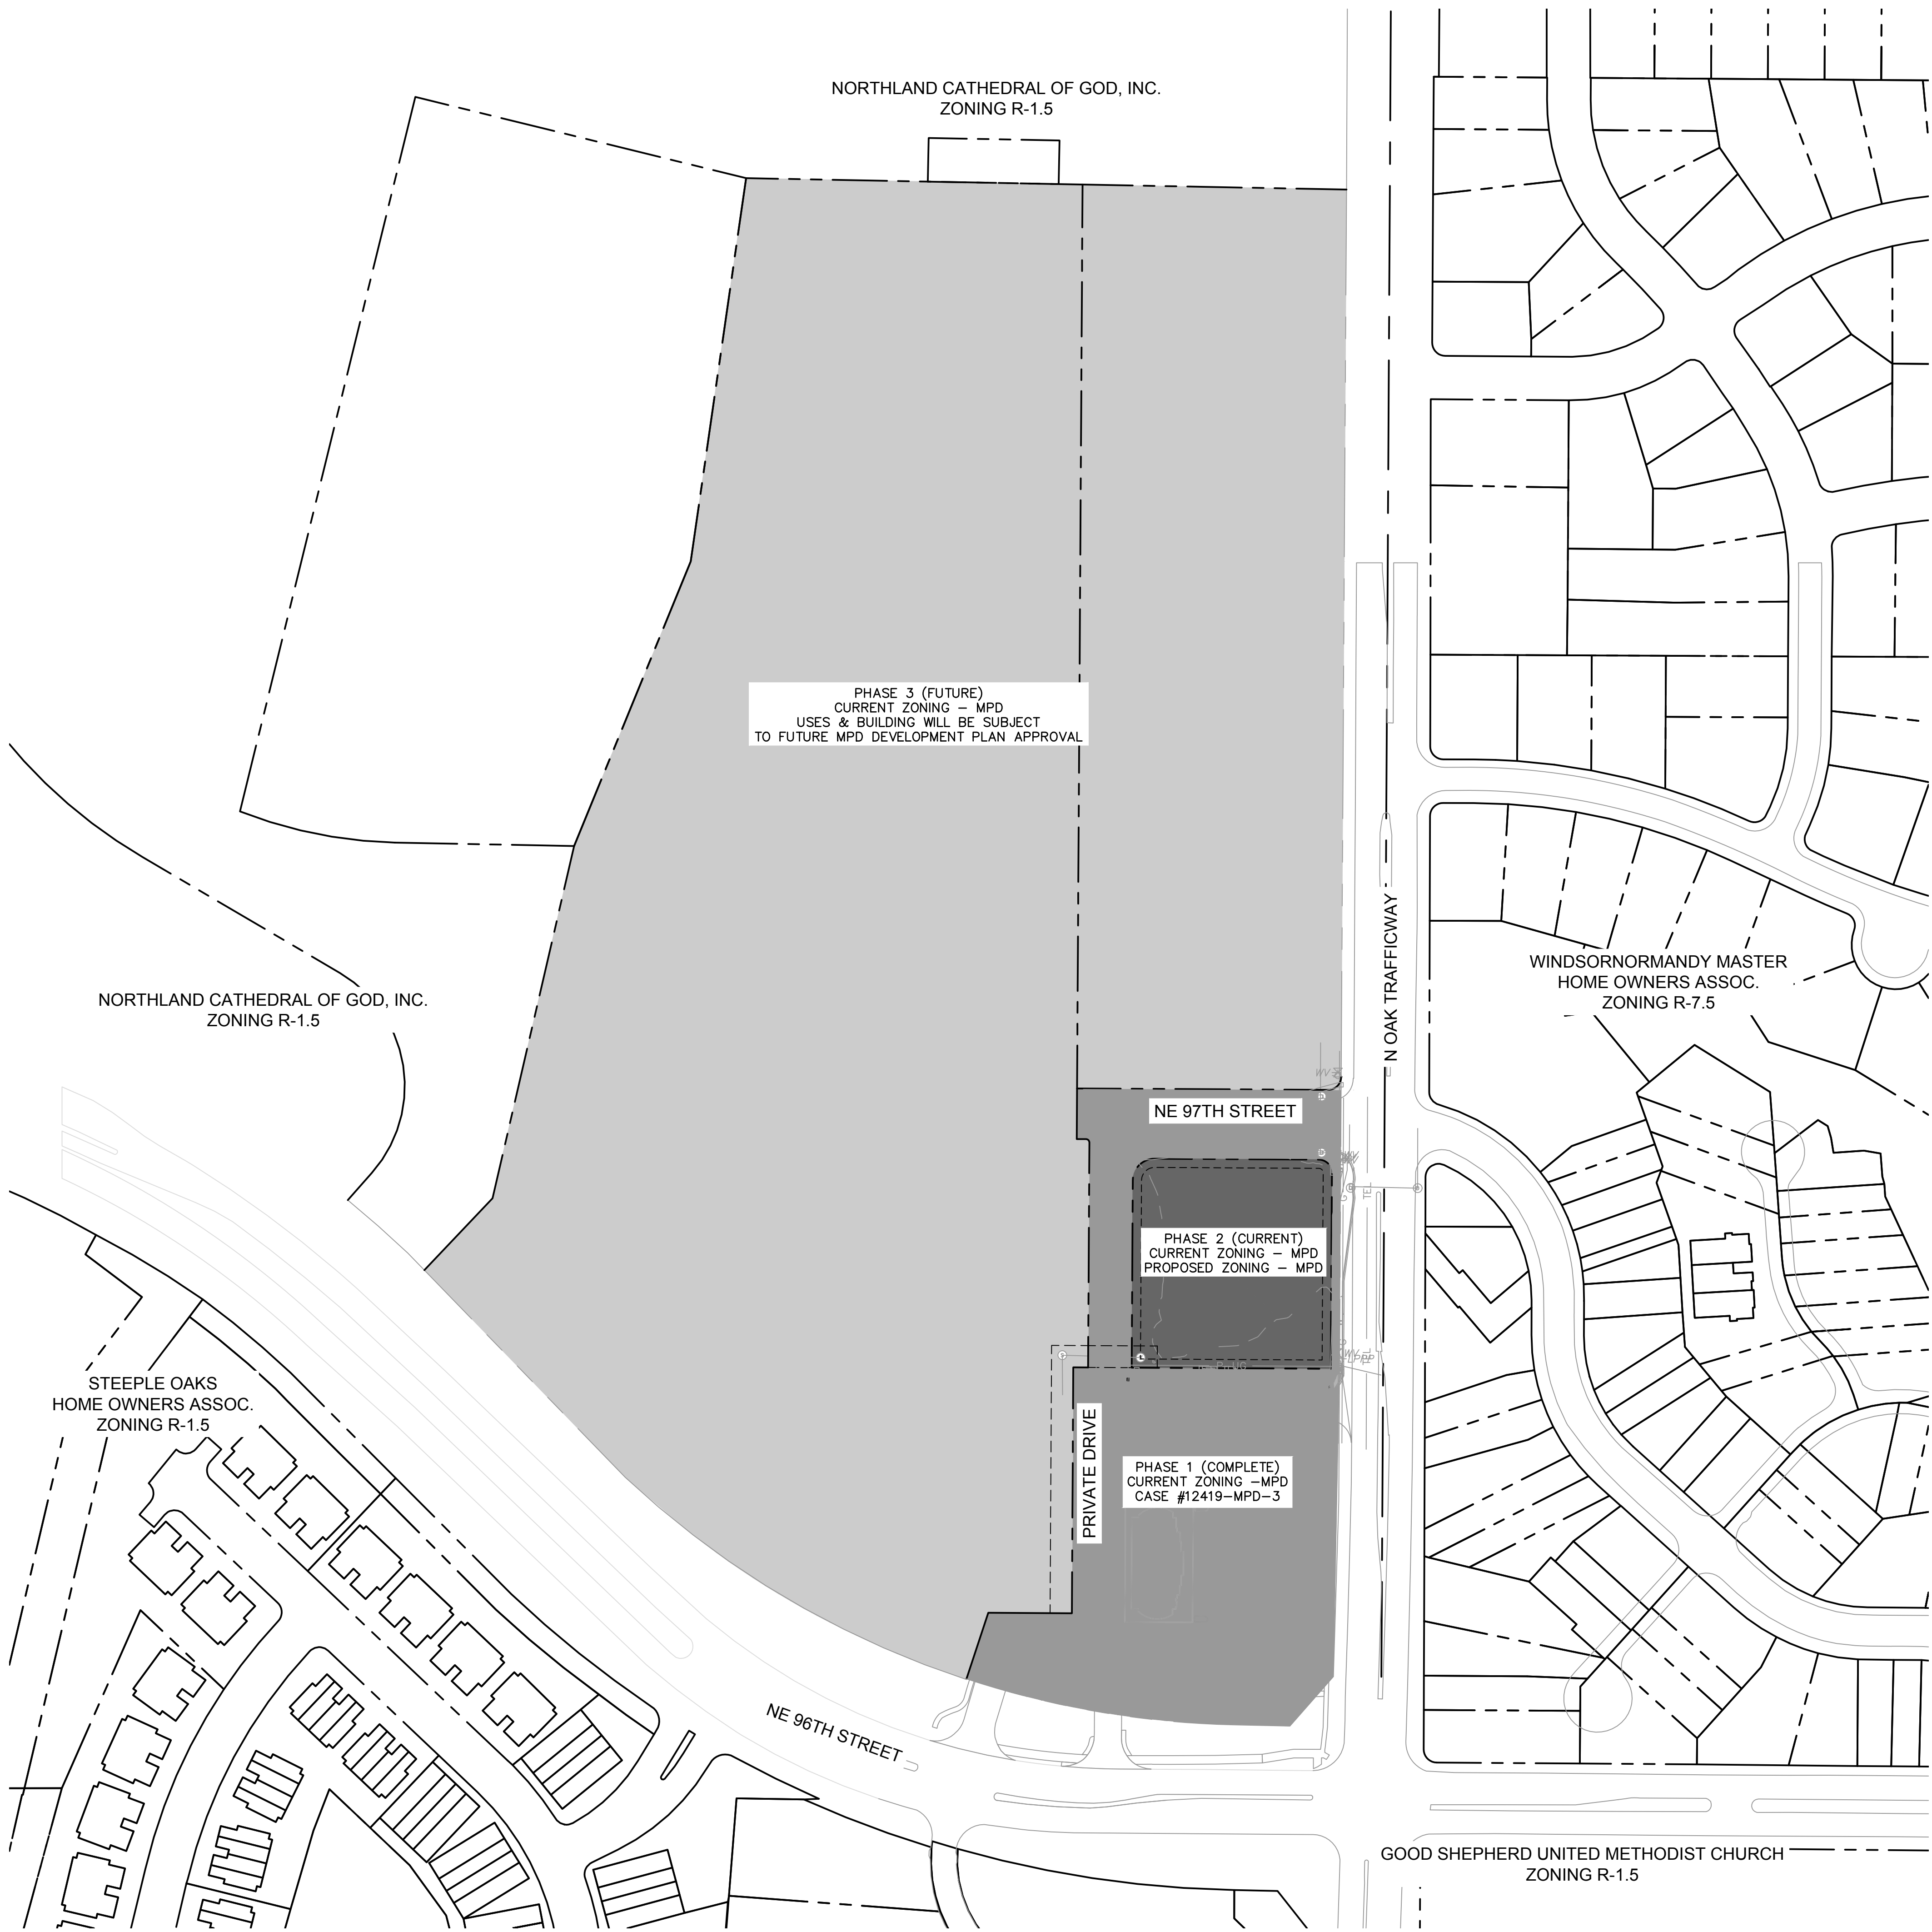 NORTHLAND CATHEDRAL OF GOD, INC.
ZONING R-1.5
PHASE 3 (FUTURE)
CURRENT ZONING – MPD
USES & BUILDING WILL BE SUBJECT
TO FUTURE MPD DEVELOPMENT PLAN APPROVAL
N OAK TRAFFICWAY
WINDSORNORMANDY MASTER
HOME OWNERS ASSOC.
ZONING R-7.5
NORTHLAND CATHEDRAL OF GOD, INC.
ZONING R-1.5
NE 97TH STREET
TEL
PHASE 2 (CURRENT)
CURRENT ZONING – MPD
PROPOSED ZONING – MPD
STEEPLE OAKS
HOME OWNERS ASSOC.
ZONING R-1.5
PRIVATE DRIVE
PHASE 1 (COMPLETE)
CURRENT ZONING –MPD
CASE #12419–MPD–3
NE 96TH STREET
GOOD SHEPHERD UNITED METHODIST CHURCH
ZONING R-1.5